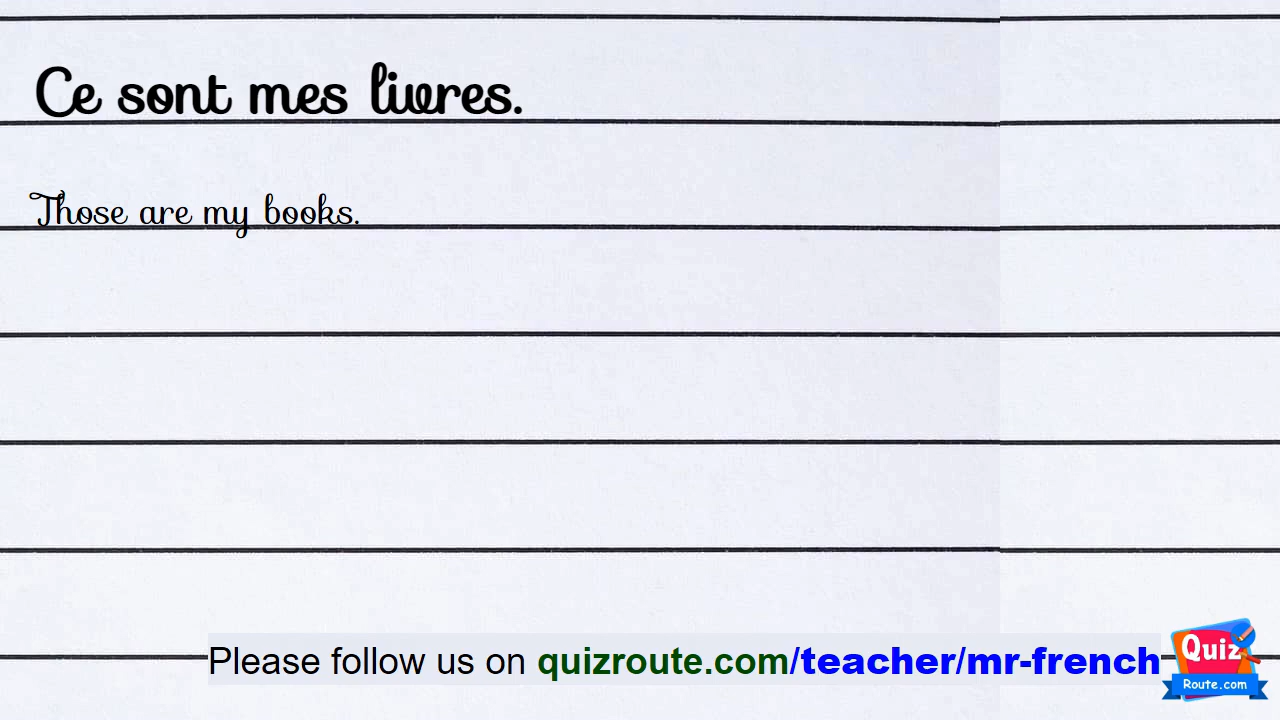 Ce sont mes livres.
Those are my books.
Please follow us on quizroute.com/teacher/mr-french
Quiz
Route.com